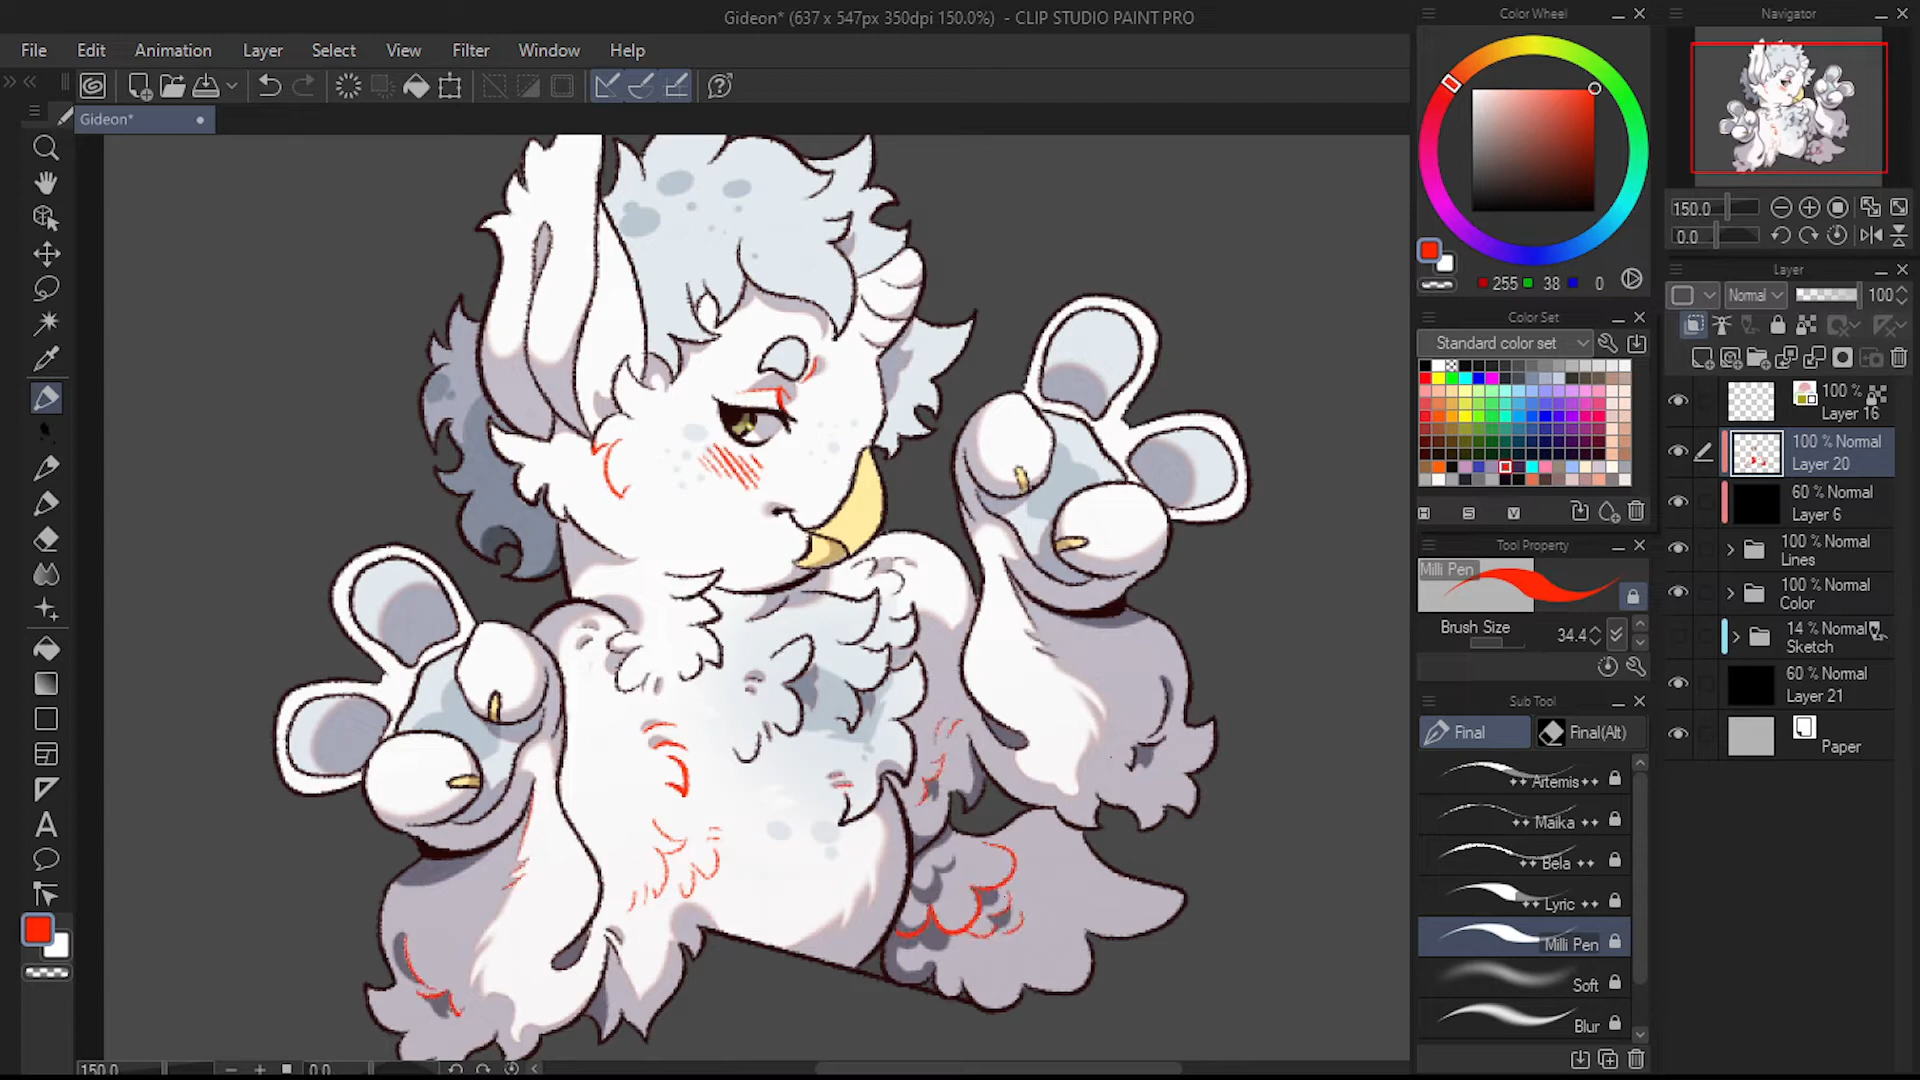 Gideon* (637 x 547px 350dpi 150.0%) - CLIP STUDIO PAINT PRO
File Edit Animation Layer Select View Filter Window Help
Gideon*
150.0 0.0
Color Wheel
255 38 0
Color Set
Standard color set
H S V
Tool Property
Milli Pen
Brush Size 34.4
Sub Tool
Final Final(Alt)
++ Artemis ++
++ Maika ++
++ Bela ++
++ Lyric ++
Milli Pen
Soft
Blur
Navigator
150.0
0.0
Layer
Normal 100
100 %
Layer 16
100 % Normal
Layer 20
60 % Normal
Layer 6
100 % Normal
Lines
100 % Normal
Color
14 % Normal
Sketch
60 % Normal
Layer 21
Paper